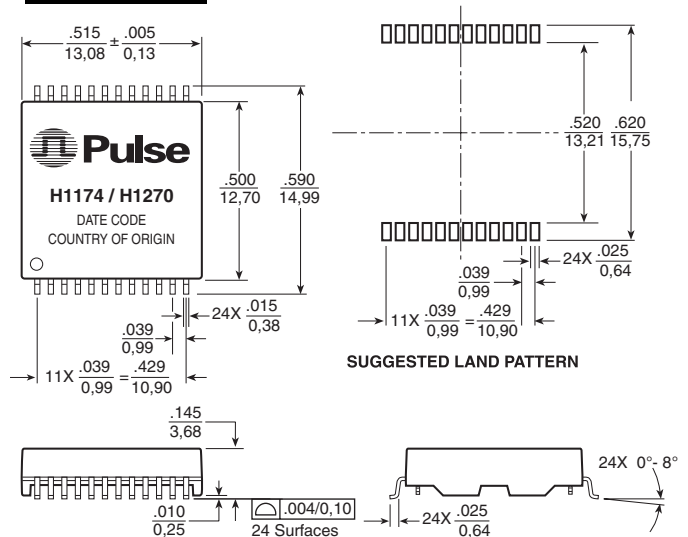 .515 ± .005
13,08 0,13
Pulse
H1174 / H1270
DATE CODE
COUNTRY OF ORIGIN
.500
12,70
.590
14,99
24X .015
0,38
.039
0,99
11X .039 = .429
0,99 10,90
.520 .620
13,21 15,75
24X .025
0,64
.039
0,99
11X .039 = .429
0,99 10,90
SUGGESTED LAND PATTERN
.145
3,68
.010
0,25
.004/0,10
24 Surfaces
24X .025
0,64
24X 0°- 8°